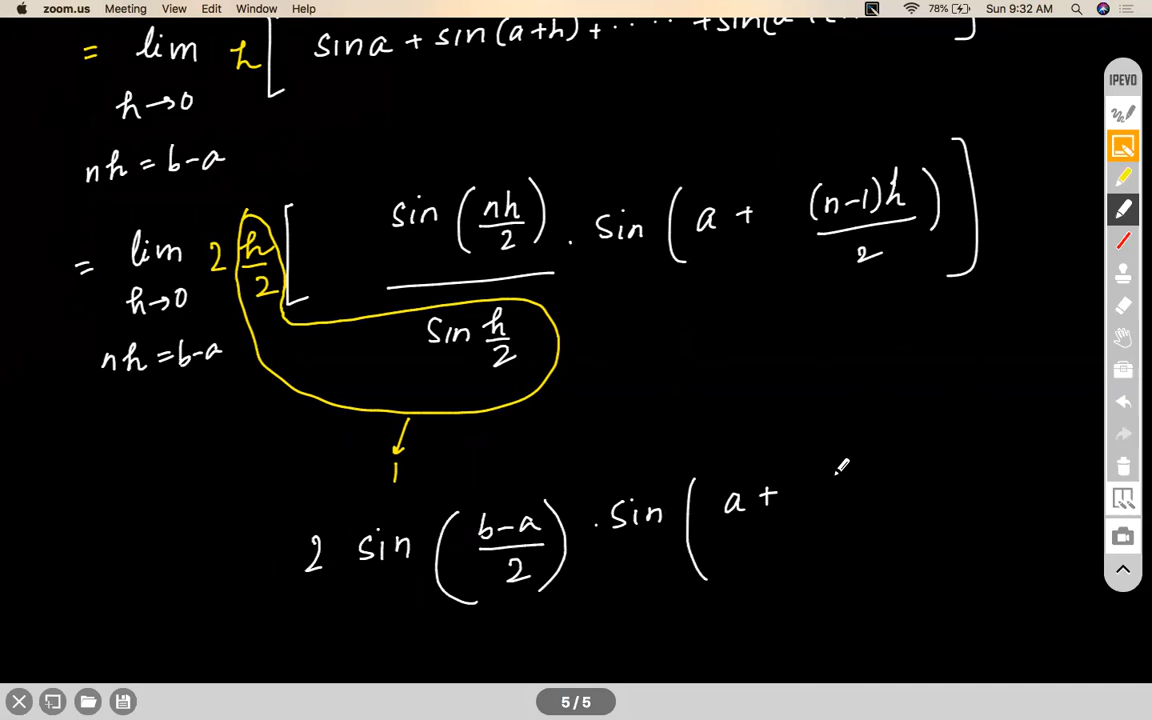 zoom.us Meeting View Edit Window Help 78% Sun 9:32 AM
= lim h [ sin a + sin (a+h) + ..... + sin(a
h→0
nh = b-a
IPEVO
= lim 2 h/2 [ sin (nh/2) / sin h/2 . sin ( a + (n-1)h/2 ) ]
h→0
nh = b-a
1
2 sin (b-a/2) . sin ( a +
5/5